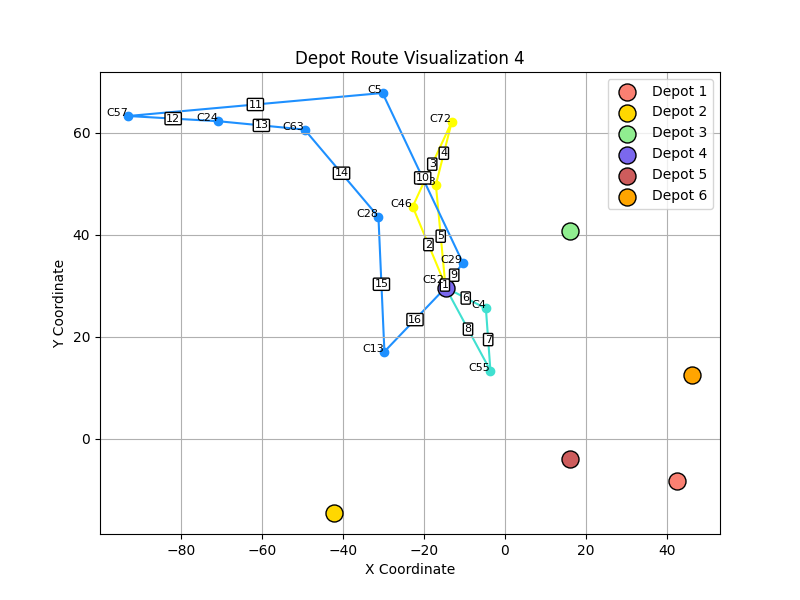 Depot Route Visualization 4
Y Coordinate
60
40
20
0
−80
−60
−40
−20
0
20
40
X Coordinate
Depot 1
Depot 2
Depot 3
Depot 4
Depot 5
Depot 6
C57
C24
C63
C5
C72
C46
C28
C29
C52
C4
C13
C55
1
2
3
4
5
6
7
8
9
10
11
12
13
14
15
16